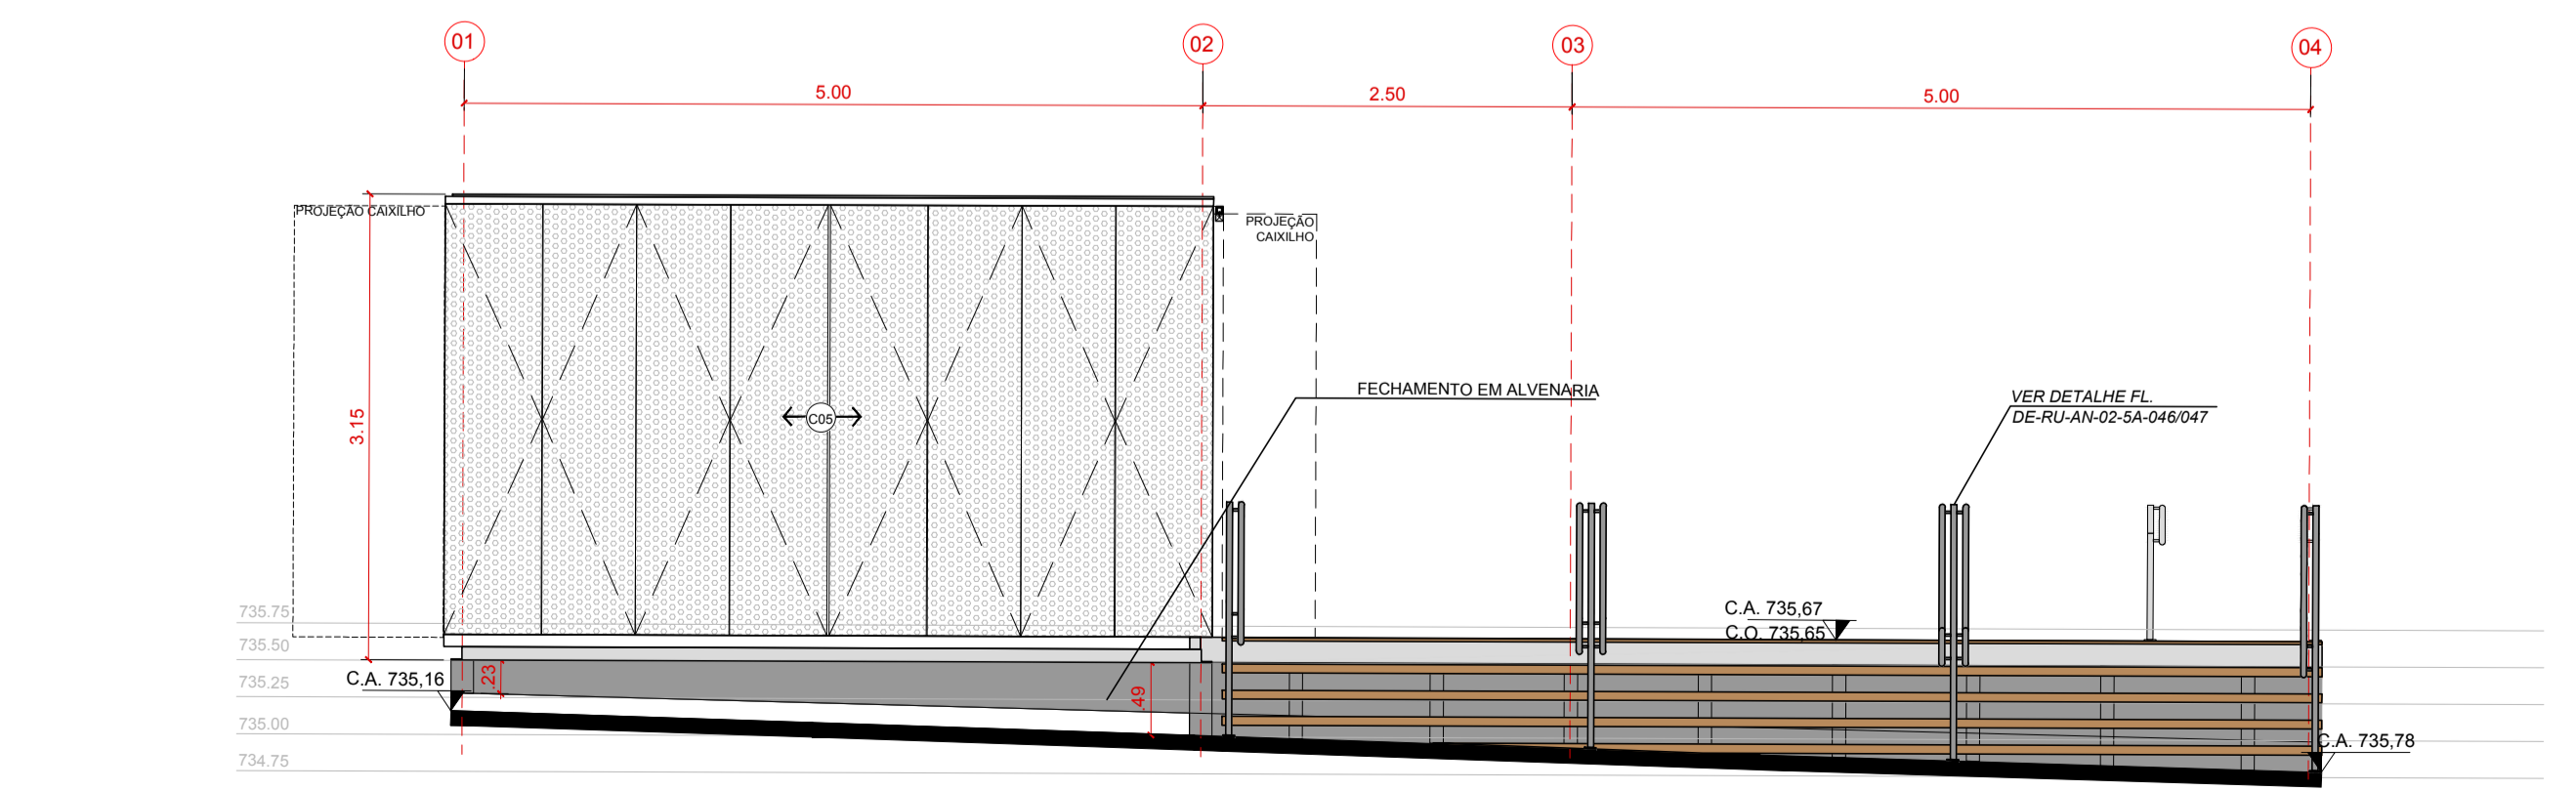 01
02
03
04
5.00
2.50
5.00
PROJEÇÃO CAIXILHO
PROJEÇÃO
CAIXILHO
3.15
FECHAMENTO EM ALVENARIA
VER DETALHE FL.
DE-RU-AN-02-5A-046/047
C05
735.75
735.50
735.25
735.00
734.75
C.A. 735,67
C.O. 735,65
C.A. 735,16
.23
.49
C.A. 735,78